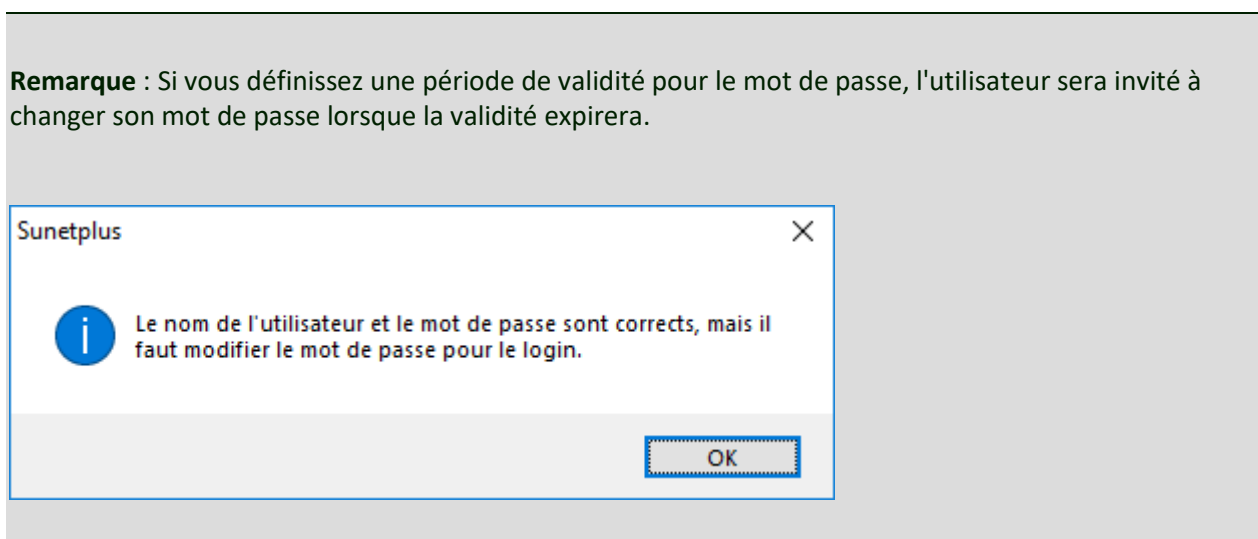 Remarque : Si vous définissez une période de validité pour le mot de passe, l'utilisateur sera invité à
changer son mot de passe lorsque la validité expirera.
Sunetplus
Le nom de l'utilisateur et le mot de passe sont corrects, mais il
faut modifier le mot de passe pour le login.
OK